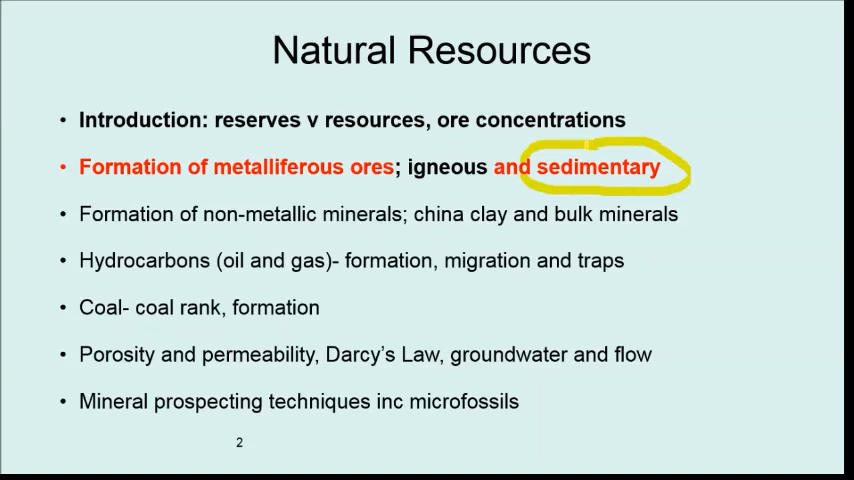 Natural Resources
• Introduction: reserves v resources, ore concentrations
• Formation of metalliferous ores; igneous and sedimentary
• Formation of non-metallic minerals; china clay and bulk minerals
• Hydrocarbons (oil and gas)- formation, migration and traps
• Coal- coal rank, formation
• Porosity and permeability, Darcy's Law, groundwater and flow
• Mineral prospecting techniques inc microfossils
2